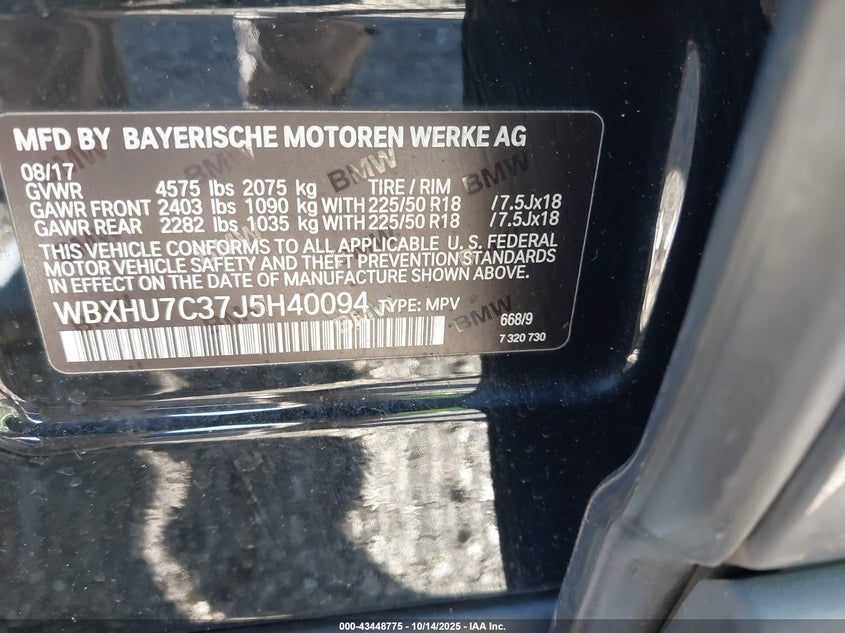 MFD BY BAYERISCHE MOTOREN WERKE AG
08/17
GVWR 4575 lbs 2075 kg TIRE / RIM
GAWR FRONT 2403 lbs 1090 kg WITH 225/50 R18 /7.5Jx18
GAWR REAR 2282 lbs 1035 kg WITH 225/50 R18 /7.5Jx18
THIS VEHICLE CONFORMS TO ALL APPLICABLE U. S. FEDERAL
MOTOR VEHICLE SAFETY AND THEFT PREVENTION STANDARDS
IN EFFECT ON THE DATE OF MANUFACTURE SHOWN ABOVE.
WBXHU7C37J5H40094 TYPE: MPV
668/9
7 320 730
BMW
BMW
BMW
BMW
000-43448775 - 10/14/2025 - IAA Inc.